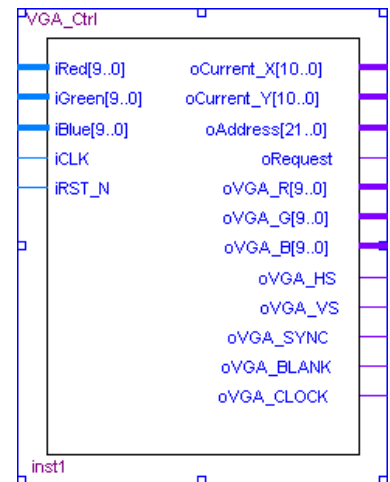 VGA_Ctrl
iRed[9..0] oCurrent_X[10..0]
iGreen[9..0] oCurrent_Y[10..0]
iBlue[9..0] oAddress[21..0]
iCLK oRequest
iRST_N oVGA_R[9..0]
oVGA_G[9..0]
oVGA_B[9..0]
oVGA_HS
oVGA_VS
oVGA_SYNC
oVGA_BLANK
oVGA_CLOCK
inst1